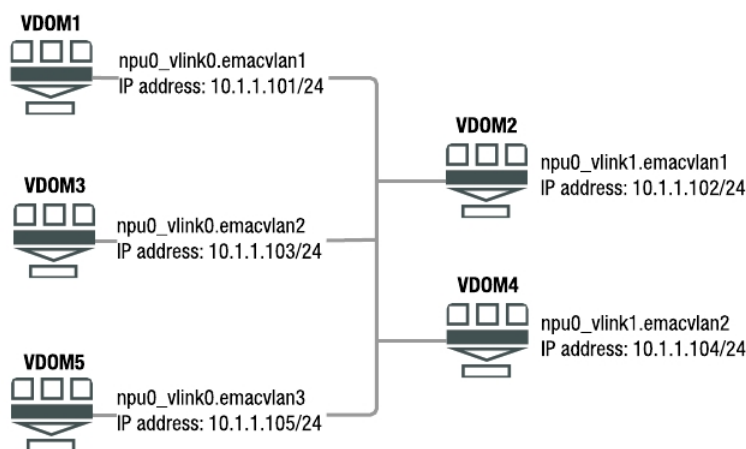 VDOM1
npu0_vlink0.emacvlan1
IP address: 10.1.1.101/24
VDOM2
npu0_vlink1.emacvlan1
IP address: 10.1.1.102/24
VDOM3
npu0_vlink0.emacvlan2
IP address: 10.1.1.103/24
VDOM4
npu0_vlink1.emacvlan2
IP address: 10.1.1.104/24
VDOM5
npu0_vlink0.emacvlan3
IP address: 10.1.1.105/24